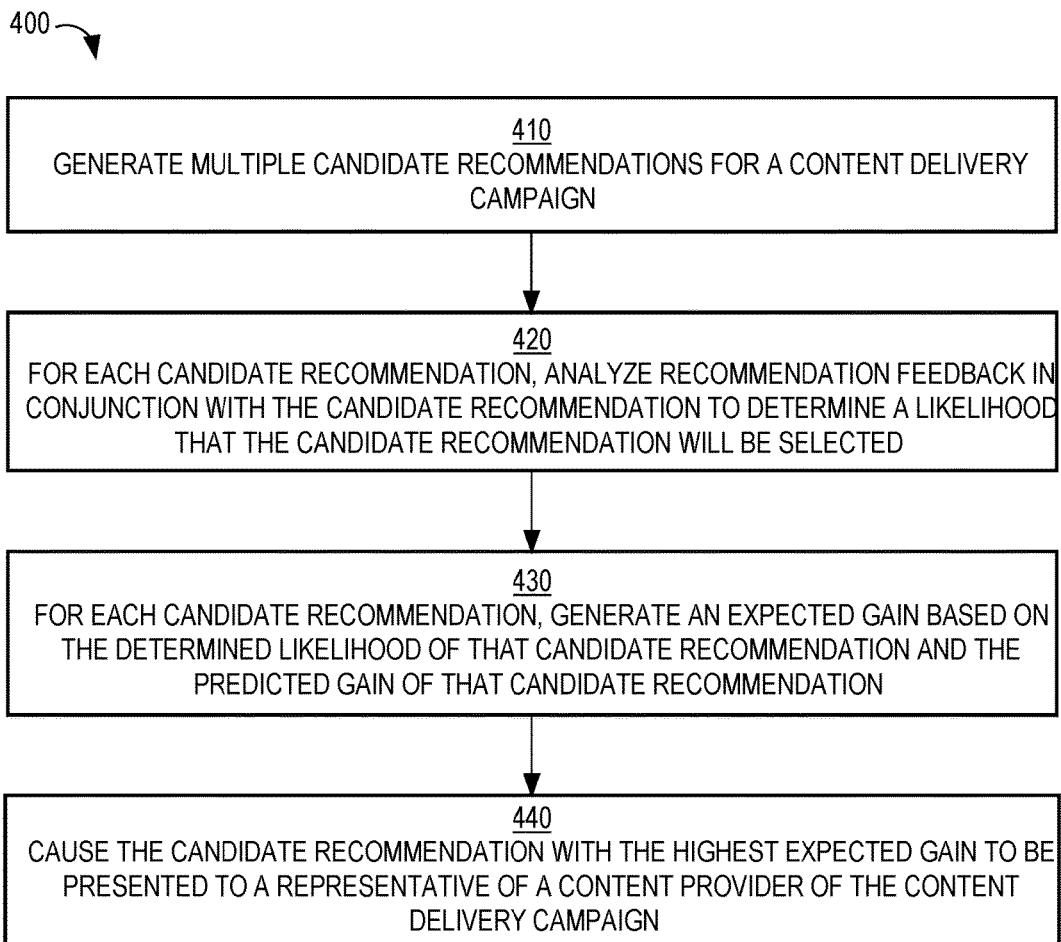 400
410
GENERATE MULTIPLE CANDIDATE RECOMMENDATIONS FOR A CONTENT DELIVERY
CAMPAIGN
420
FOR EACH CANDIDATE RECOMMENDATION, ANALYZE RECOMMENDATION FEEDBACK IN
CONJUNCTION WITH THE CANDIDATE RECOMMENDATION TO DETERMINE A LIKELIHOOD
THAT THE CANDIDATE RECOMMENDATION WILL BE SELECTED
430
FOR EACH CANDIDATE RECOMMENDATION, GENERATE AN EXPECTED GAIN BASED ON
THE DETERMINED LIKELIHOOD OF THAT CANDIDATE RECOMMENDATION AND THE
PREDICTED GAIN OF THAT CANDIDATE RECOMMENDATION
440
CAUSE THE CANDIDATE RECOMMENDATION WITH THE HIGHEST EXPECTED GAIN TO BE
PRESENTED TO A REPRESENTATIVE OF A CONTENT PROVIDER OF THE CONTENT
DELIVERY CAMPAIGN